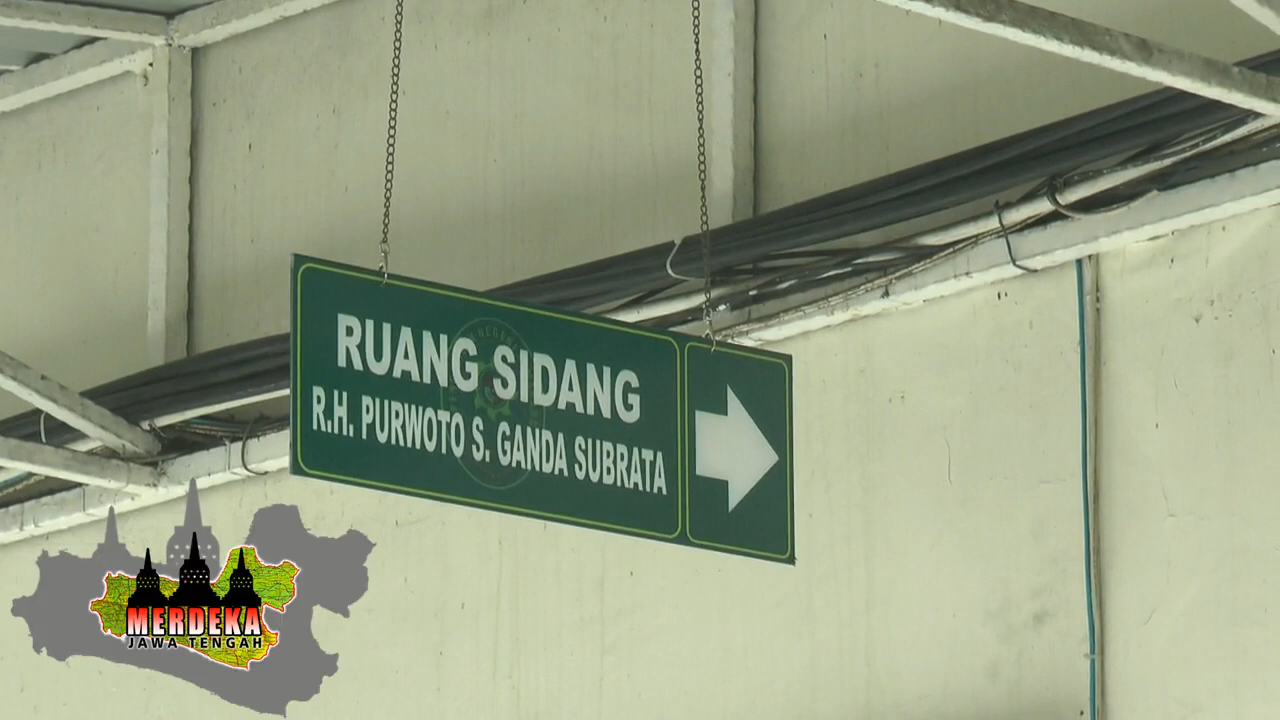 RUANG SIDANG
R.H. PURWOTO S. GANDA SUBRATA
MERDEKA
JAWA TENGAH